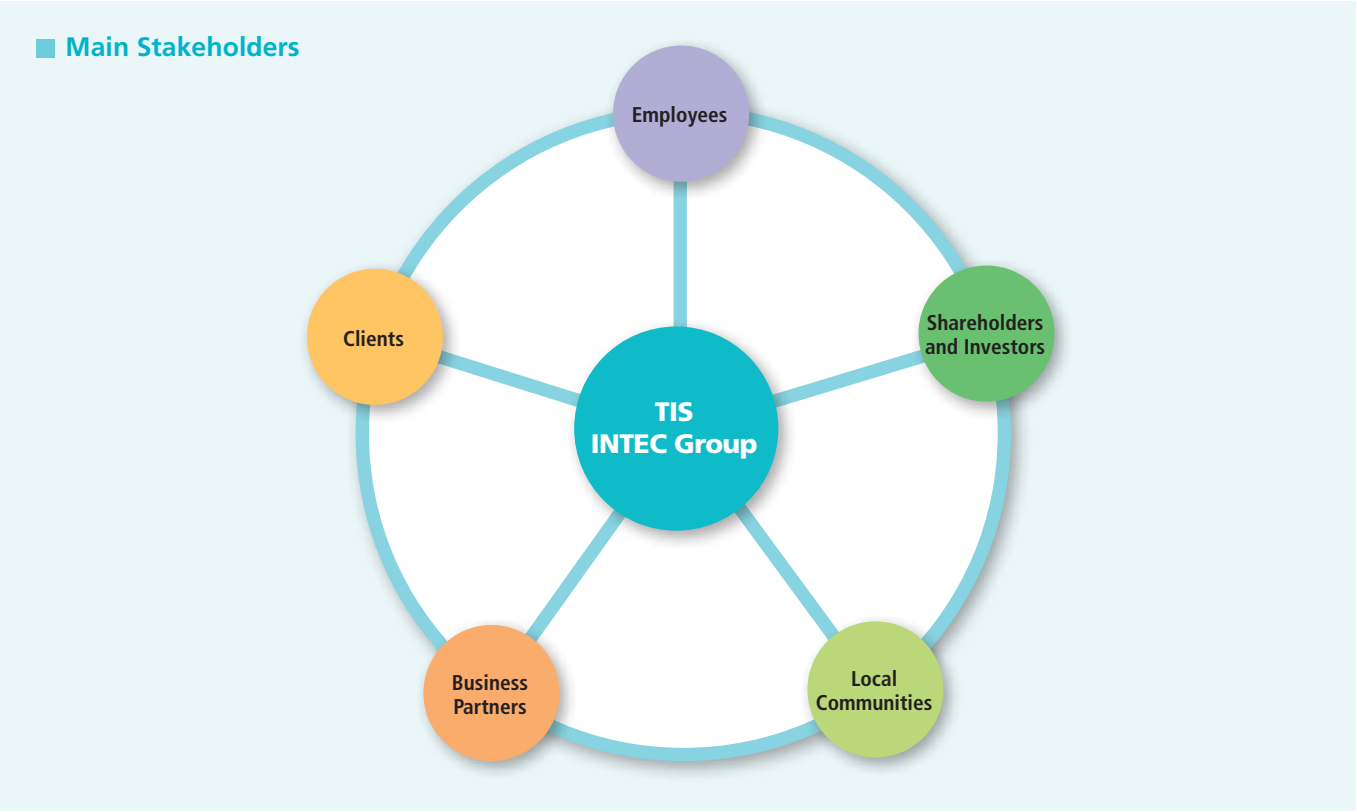 Main Stakeholders
Employees
Clients
Shareholders
and Investors
TIS
INTEC Group
Business
Partners
Local
Communities